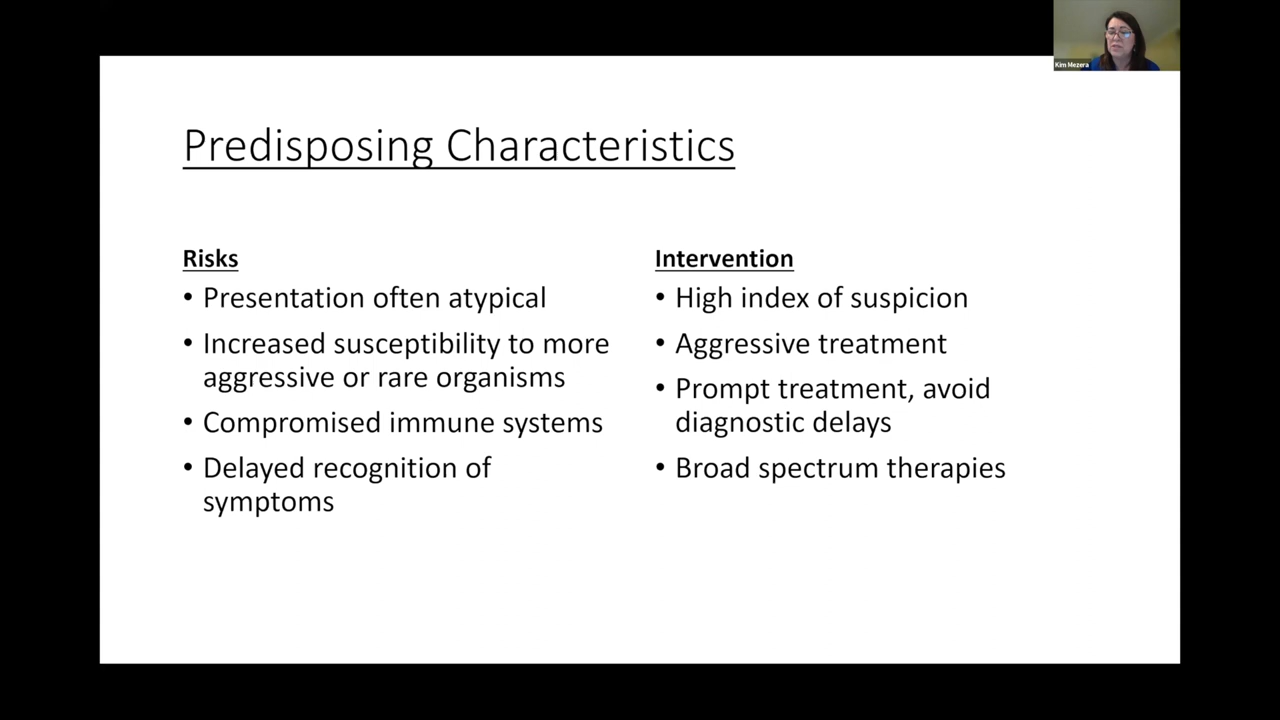 Kim Mezera
Predisposing Characteristics
Risks
• Presentation often atypical
• Increased susceptibility to more
aggressive or rare organisms
• Compromised immune systems
• Delayed recognition of
symptoms
Intervention
• High index of suspicion
• Aggressive treatment
• Prompt treatment, avoid
diagnostic delays
• Broad spectrum therapies